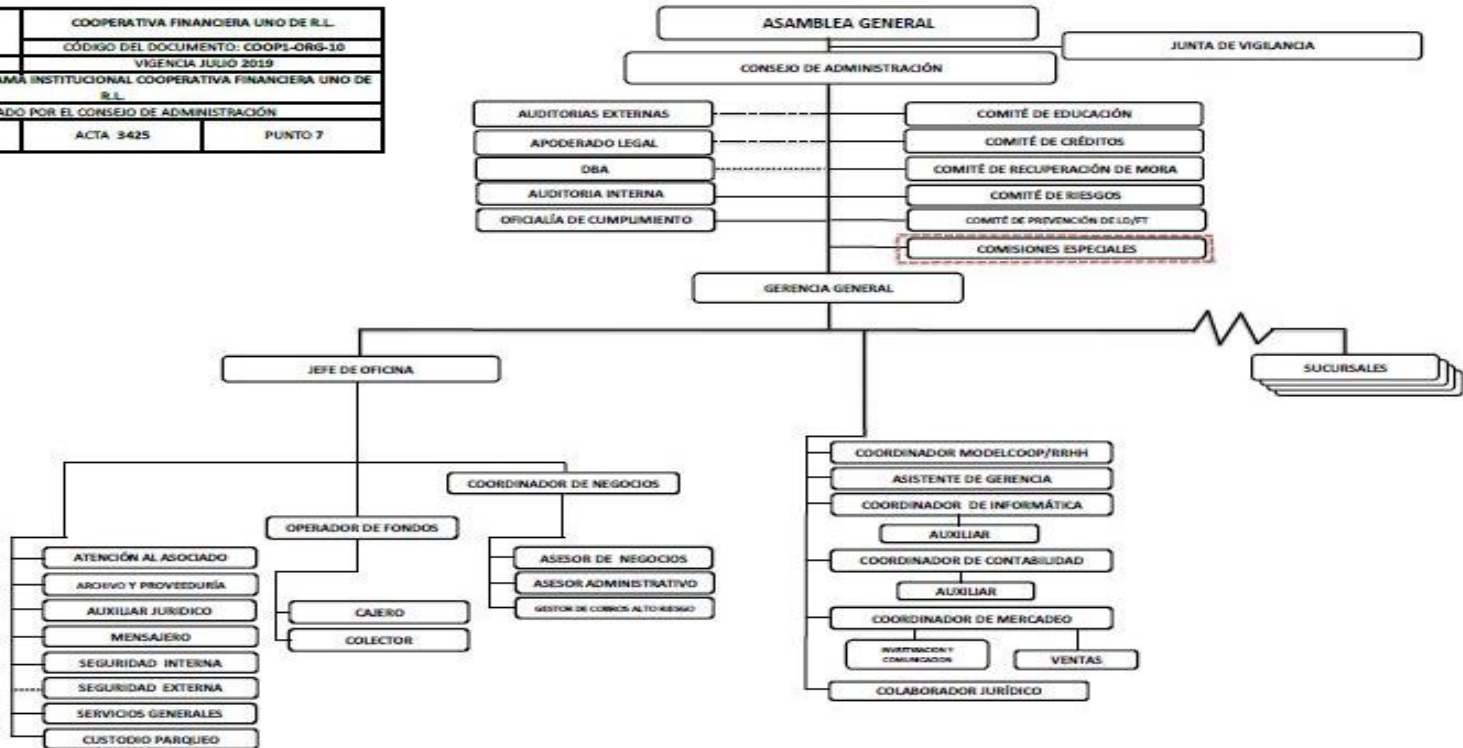 COOPERATIVA FINANCIERA UNO DE R.L.
CÓDIGO DEL DOCUMENTO: COOP1-ORG-10
VIGENCIA JULIO 2019
AMA INSTITUCIONAL COOPERATIVA FINANCIERA UNO DE
R.L.
ADO POR EL CONSEJO DE ADMINISTRACIÓN
ACTA 3425
PUNTO 7
ASAMBLEA GENERAL
JUNTA DE VIGILANCIA
CONSEJO DE ADMINISTRACIÓN
AUDITORIAS EXTERNAS
APODERADO LEGAL
DBA
AUDITORIA INTERNA
OFICIALÍA DE CUMPLIMIENTO
COMITÉ DE EDUCACIÓN
COMITÉ DE CRÉDITOS
COMITÉ DE RECUPERACIÓN DE MORA
COMITÉ DE RIESGOS
COMITÉ DE PREVENCIÓN DE LD/FT
COMISIONES ESPECIALES
GERENCIA GENERAL
JEFE DE OFICINA
SUCURSALES
COORDINADOR DE NEGOCIOS
OPERADOR DE FONDOS
ATENCIÓN AL ASOCIADO
ARCHIVO Y PROVEEDURÍA
AUXILIAR JURIDICO
MENSAJERO
SEGURIDAD INTERNA
SEGURIDAD EXTERNA
SERVICIOS GENERALES
CUSTODIO PARQUEO
CAJERO
COLECTOR
ASESOR DE NEGOCIOS
ASESOR ADMINISTRATIVO
GESTOR DE COBROS ALTO RIESGO
COORDINADOR MODELCOOP/RRHH
ASISTENTE DE GERENCIA
COORDINADOR DE INFORMÁTICA
AUXILIAR
COORDINADOR DE CONTABILIDAD
AUXILIAR
COORDINADOR DE MERCADEO
INVESTIGACION Y
COMUNICACION
VENTAS
COLABORADOR JURÍDICO